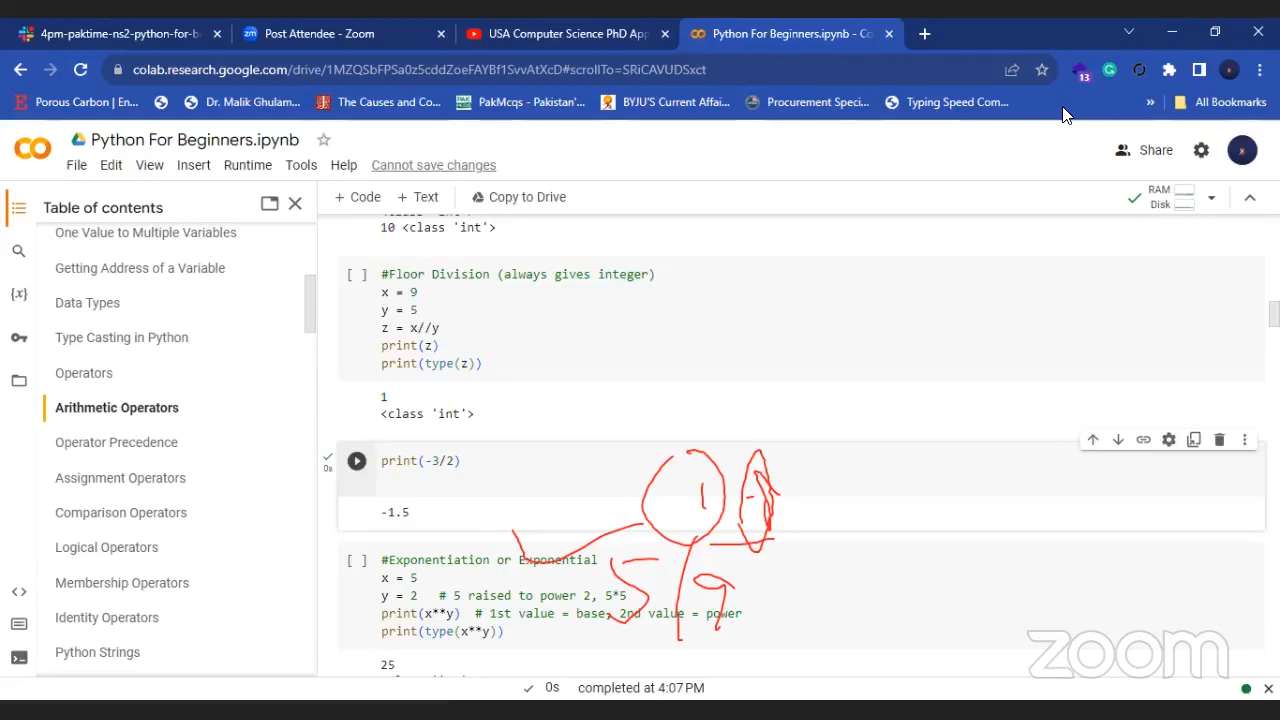 4pm-paktime-ns2-python-for-be
Post Attendee - Zoom
USA Computer Science PhD App
Python For Beginners.ipynb - Co
colab.research.google.com/drive/1MZQSbFPSa0z5cddZoeFAYBf1SvvAtXcD#scrollTo=SRiCAVUDSxct
13
Porous Carbon | En...
Dr. Malik Ghulam...
The Causes and Co...
PakMcqs - Pakistan'...
BYJU'S Current Affai...
Procurement Speci...
Typing Speed Com...
» All Bookmarks
Python For Beginners.ipynb
Share
File Edit View Insert Runtime Tools Help Cannot save changes
Table of contents
+ Code + Text Copy to Drive
RAM
Disk
One Value to Multiple Variables
Getting Address of a Variable
Data Types
Type Casting in Python
Operators
Arithmetic Operators
Operator Precedence
Assignment Operators
Comparison Operators
Logical Operators
Membership Operators
Identity Operators
Python Strings
10 <class 'int'>
[ ] #Floor Division (always gives integer)
x = 9
y = 5
z = x//y
print(z)
print(type(z))
1
<class 'int'>
0s
print(-3/2)
-1.5
1
5 9
[ ] #Exponentiation or Exponential
x = 5
y = 2 # 5 raised to power 2, 5*5
print(x**y) # 1st value = base, 2nd value = power
print(type(x**y))
25
zoom
0s completed at 4:07 PM